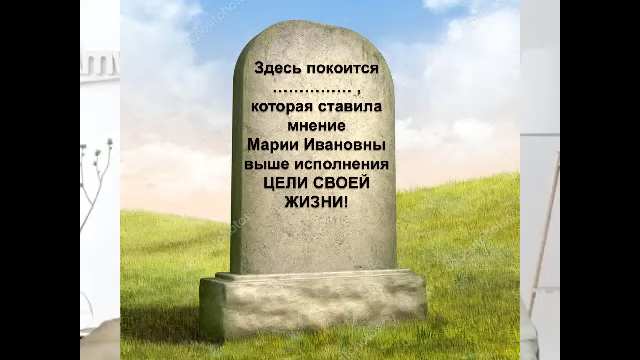 Здесь покоится
…………… ,
которая ставила
мнение
Марии Ивановны
выше исполнения
ЦЕЛИ СВОЕЙ
ЖИЗНИ!